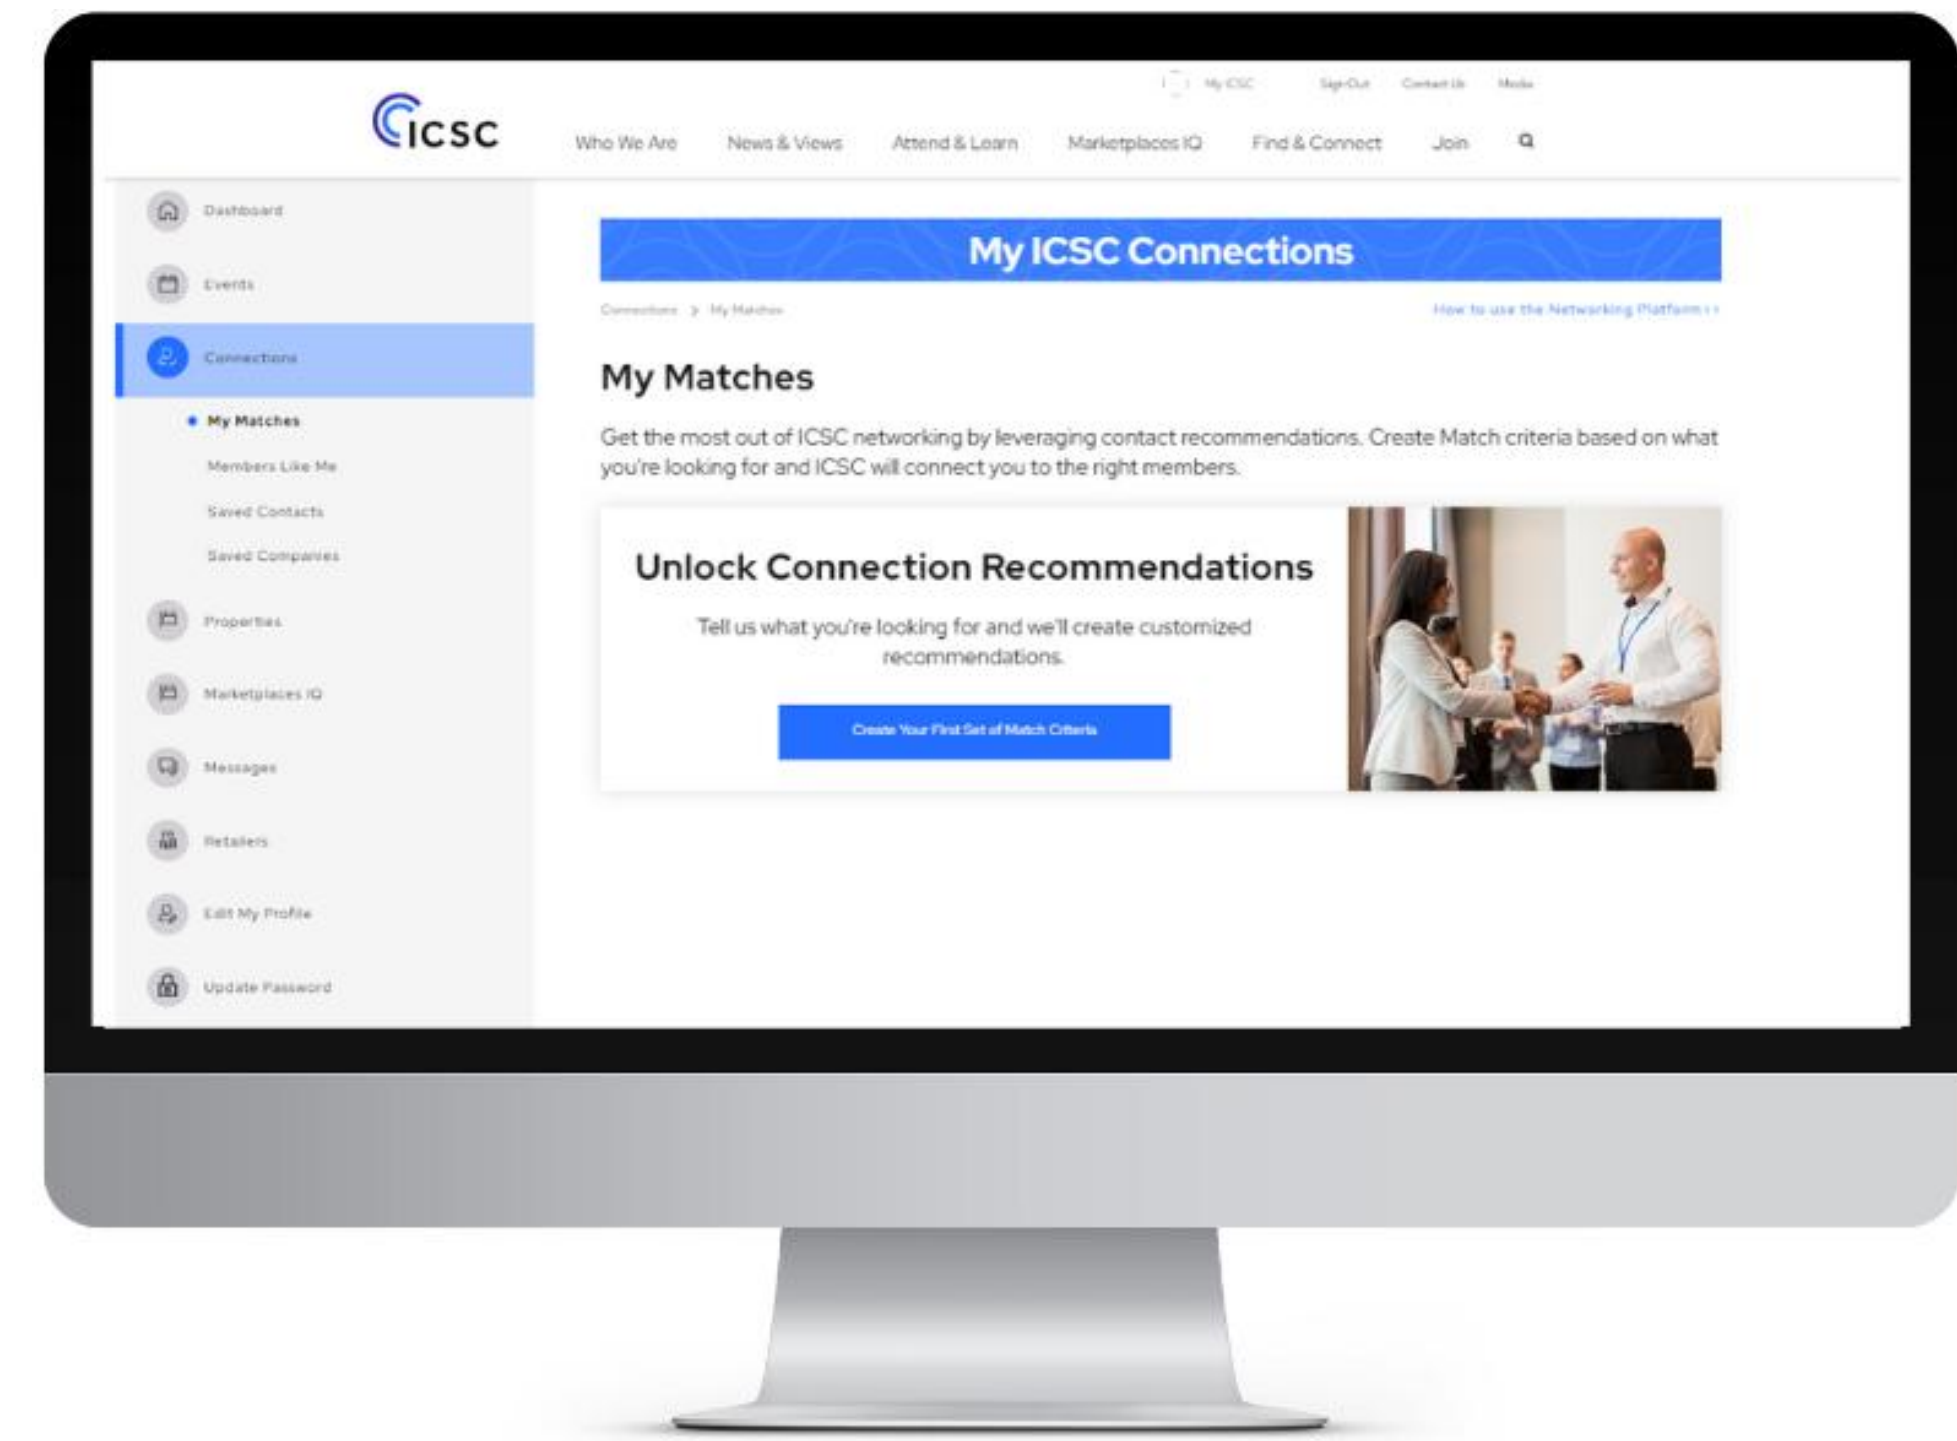 My ICSC
Sign Out
Contact Us
Media
icsc
Who We Are
News & Views
Attend & Learn
Marketplaces IQ
Find & Connect
Join
Dashboard
Events
Connections
My Matches
Members Like Me
Saved Contacts
Saved Companies
Properties
Marketplaces IQ
Messages
Retailers
Edit My Profile
Update Password
My ICSC Connections
Connections > My Matches
How to use the Networking Platform >>
My Matches
Get the most out of ICSC networking by leveraging contact recommendations. Create Match criteria based on what
you're looking for and ICSC will connect you to the right members.
Unlock Connection Recommendations
Tell us what you're looking for and we'll create customized
recommendations.
Create Your First Set of Match Criteria